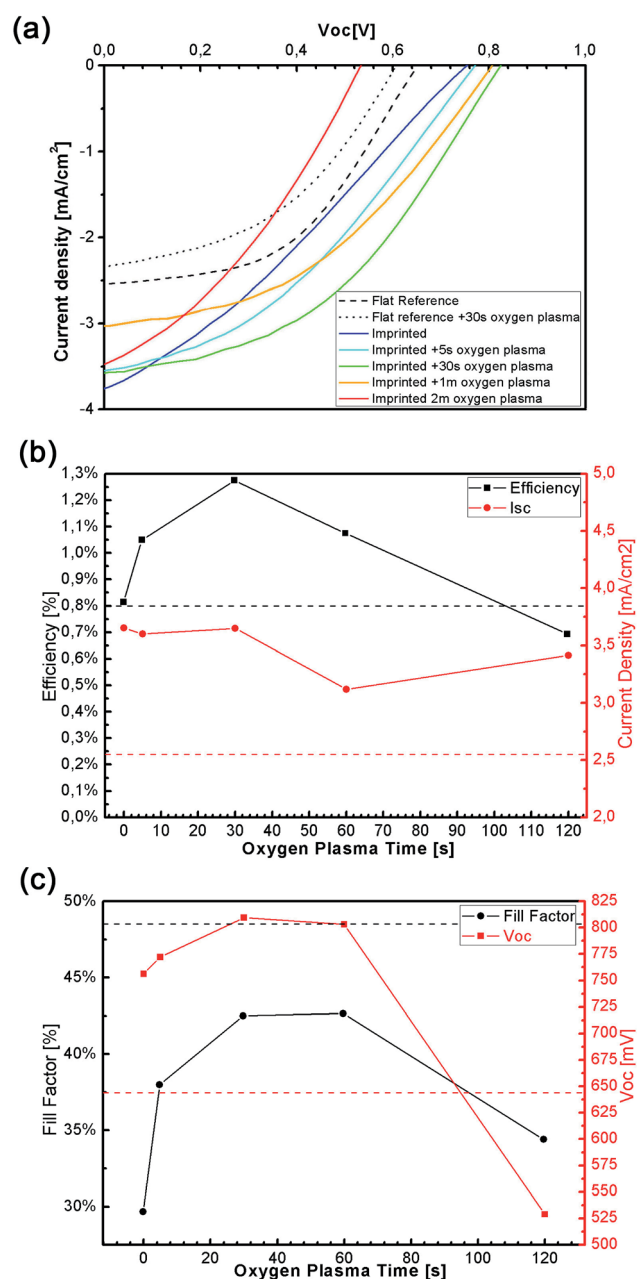 (a)
Voc[V]
0,0 0,2 0,4 0,6 0,8 1,0
0
-1
-2
-3
-4
Current density [mA/cm²]
Flat Reference
Flat reference +30s oxygen plasma
Imprinted
Imprinted +5s oxygen plasma
Imprinted +30s oxygen plasma
Imprinted +1m oxygen plasma
Imprinted 2m oxygen plasma
(b)
1,3%
1,2%
1,1%
1,0%
0,9%
0,8%
0,7%
0,6%
0,5%
0,4%
0,3%
0,2%
0,1%
0,0%
Efficiency [%]
Efficiency
Isc
5,0
4,5
4,0
3,5
3,0
2,5
2,0
Current Density [mA/cm2]
0 10 20 30 40 50 60 70 80 90 100 110 120
Oxygen Plasma Time [s]
(c)
50%
45%
40%
35%
30%
Fill Factor [%]
Fill Factor
Voc
825
800
775
750
725
700
675
650
625
600
575
550
525
500
Voc [mV]
0 20 40 60 80 100 120
Oxygen Plasma Time [s]